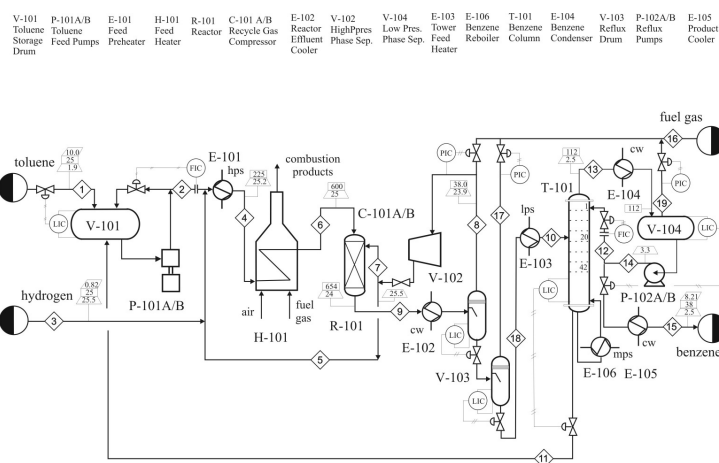 V-101 P-101A/B E-101 H-101 R-101 C-101 A/B E-102 V-102 V-104 E-103 E-106 T-101 E-104 V-103 P-102A/B E-105
Toluene Toluene Feed Feed Reactor Recycle Gas Reactor HighPpres Low Pres. Tower Benzene Benzene Benzene Reflux Reflux Product
Storage Feed Pumps Preheater Heater Compressor Effluent Phase Sep. Phase Sep. Feed Reboiler Column Condenser Drum Pumps Cooler
Drum Cooler Heater
fuel gas
16
toluene
10.0
25
1.9
1
FIC
2
E-101
hps
225
25.2
combustion
products
600
25
PIC
38.0
23.9
PIC
112
2.5
13
cw
E-104
PIC
T-101
C-101A/B
LIC
V-101
4
6
8
17
lps
10
20
12
FIC
112
19
V-104
LIC
V-102
E-103
7
14
3.3
42
P-101A/B
hydrogen
0.82
25
25.5
3
air
fuel
gas
H-101
654
24
R-101
25.5
9
cw
E-102
LIC
LIC
P-102A/B
8.21
38
2.5
15
cw
benzene
18
V-103
LIC
mps
E-106 E-105
5
11